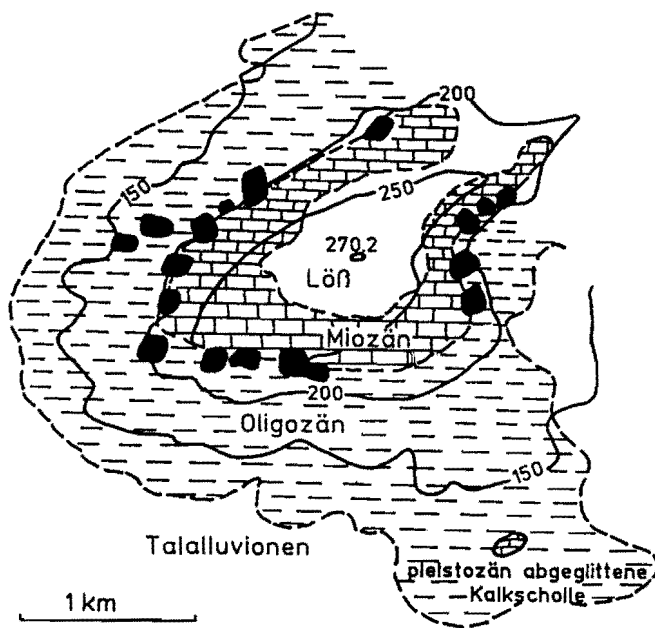 200
150
250
270,2
Löß
Miozän
200
Oligozän
150
Talalluvionen
pleistozän abgeglittene
Kalkscholle
1 km